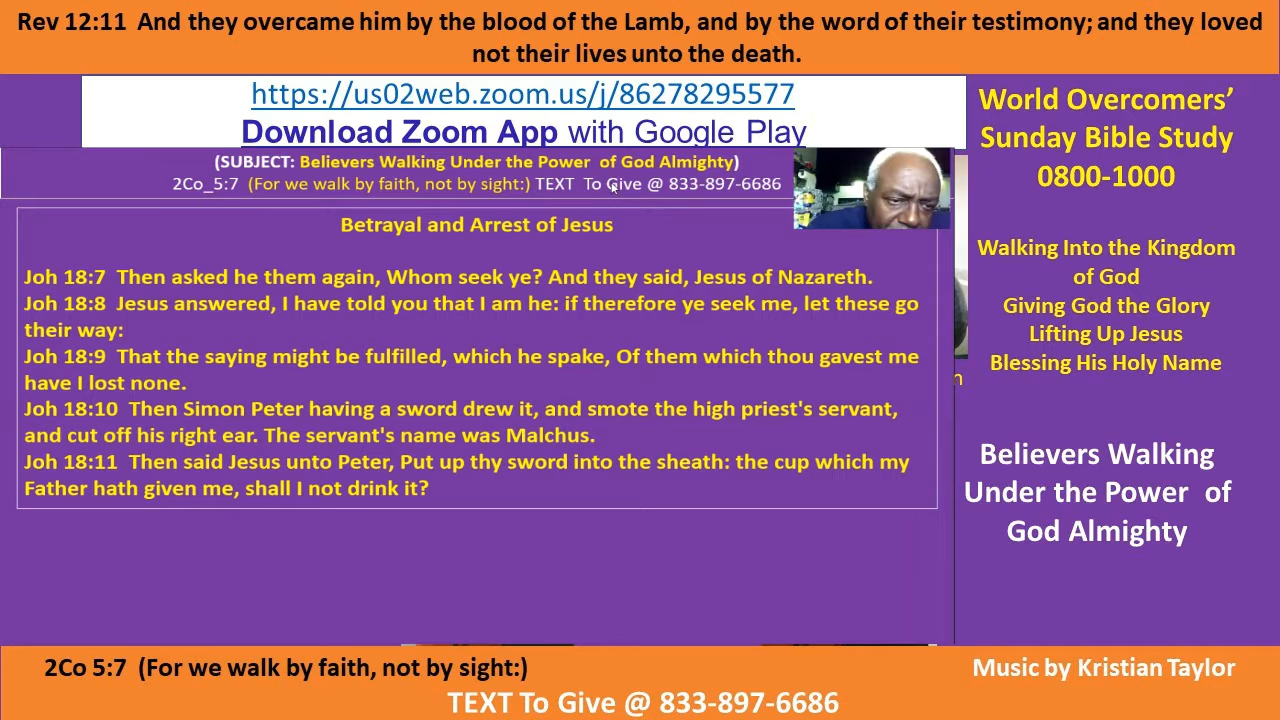 Rev 12:11  And they overcame him by the blood of the Lamb, and by the word of their testimony; and they loved
not their lives unto the death.
https://us02web.zoom.us/j/86278295577
Download Zoom App with Google Play
(SUBJECT: Believers Walking Under the Power  of God Almighty)
2Co_5:7  (For we walk by faith, not by sight:) TEXT  To Give @ 833-897-6686
Betrayal and Arrest of Jesus
Joh 18:7  Then asked he them again, Whom seek ye? And they said, Jesus of Nazareth.
Joh 18:8  Jesus answered, I have told you that I am he: if therefore ye seek me, let these go
their way:
Joh 18:9  That the saying might be fulfilled, which he spake, Of them which thou gavest me
have I lost none.
Joh 18:10  Then Simon Peter having a sword drew it, and smote the high priest's servant,
and cut off his right ear. The servant's name was Malchus.
Joh 18:11  Then said Jesus unto Peter, Put up thy sword into the sheath: the cup which my
Father hath given me, shall I not drink it?
World Overcomers’
Sunday Bible Study
0800-1000
Walking Into the Kingdom
of God
Giving God the Glory
Lifting Up Jesus
Blessing His Holy Name
n
Believers Walking
Under the Power  of
God Almighty
2Co 5:7  (For we walk by faith, not by sight:)
Music by Kristian Taylor
TEXT To Give @ 833-897-6686